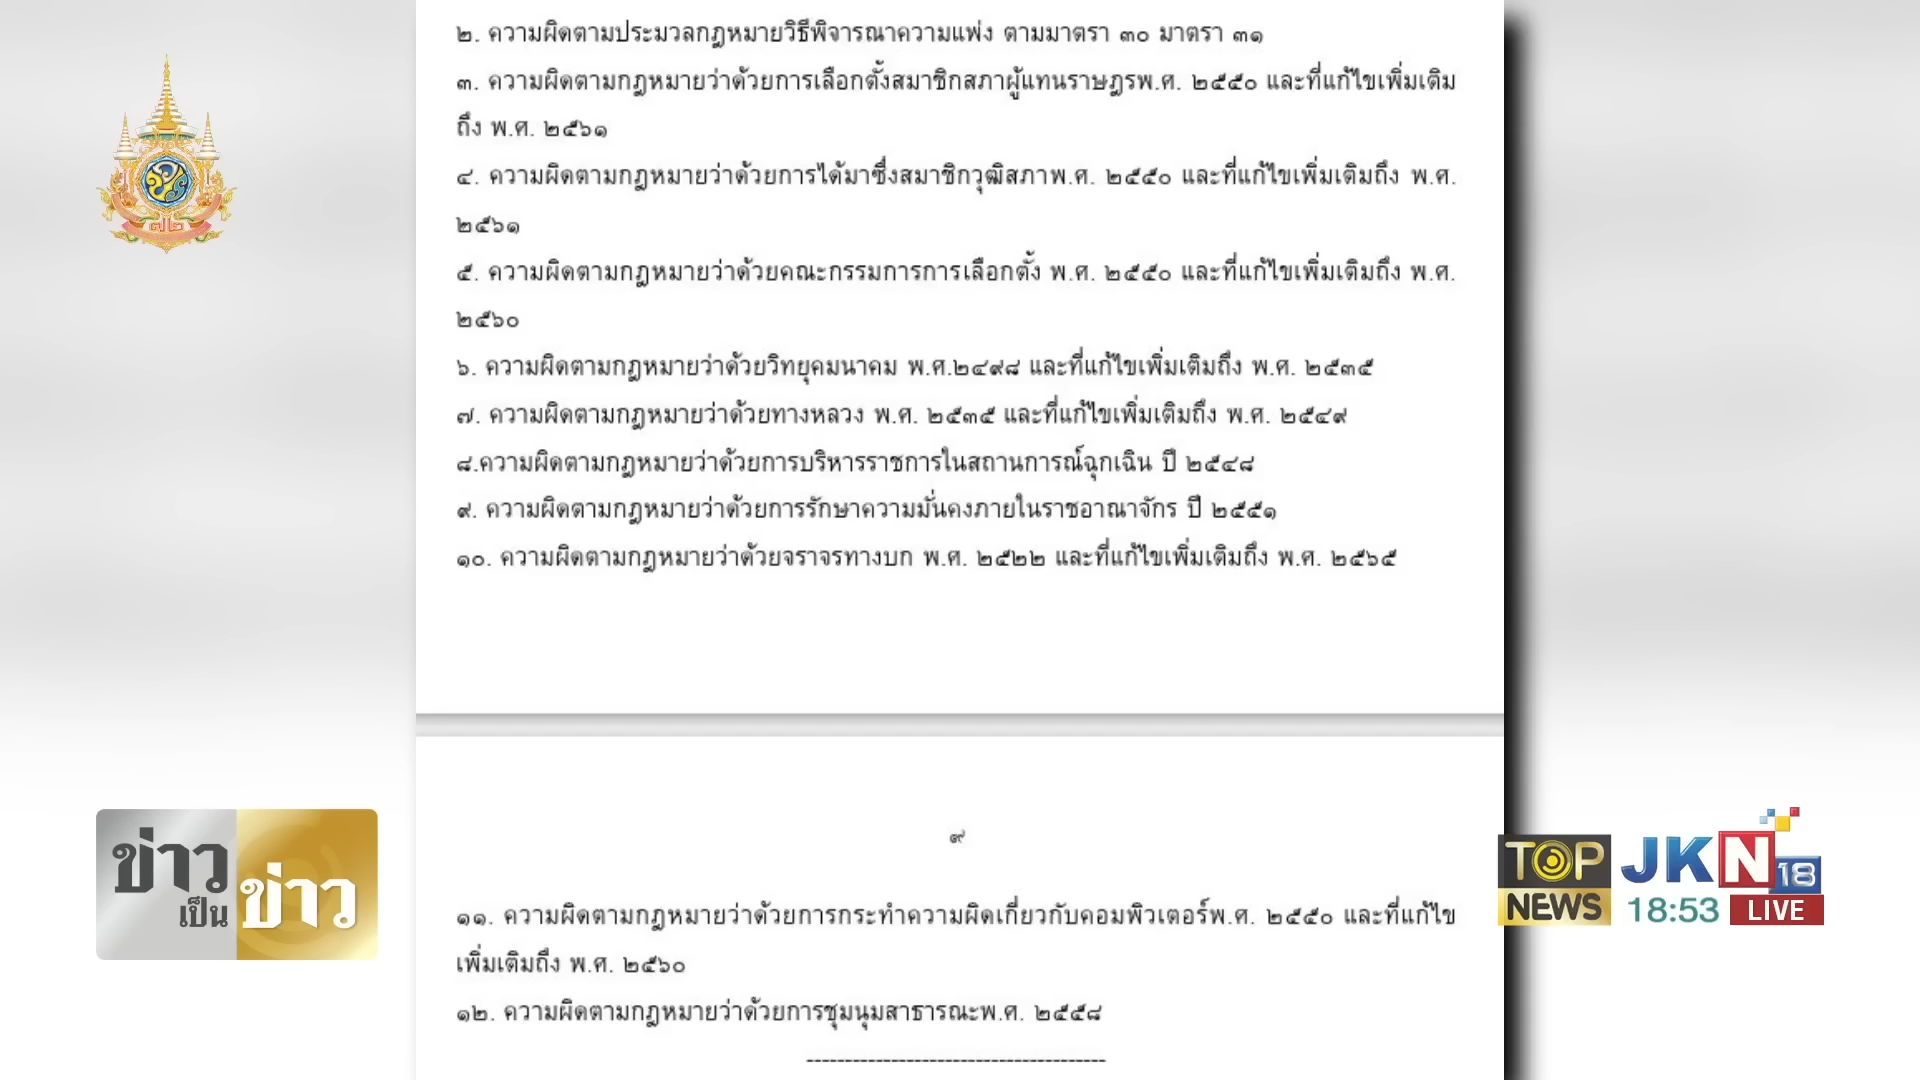 ๒. ความผิดตามประมวลกฎหมายวิธีพิจารณาความแพ่ง ตามมาตรา ๓๐ มาตรา ๓๑
๓. ความผิดตามกฎหมายว่าด้วยการเลือกตั้งสมาชิกสภาผู้แทนราษฎรพ.ศ. ๒๕๕๐ และที่แก้ไขเพิ่มเติม
ถึง พ.ศ. ๒๕๖๑
๔. ความผิดตามกฎหมายว่าด้วยการได้มาซึ่งสมาชิกวุฒิสภาพ.ศ. ๒๕๕๐ และที่แก้ไขเพิ่มเติมถึง พ.ศ.
๒๕๖๑
๕. ความผิดตามกฎหมายว่าด้วยคณะกรรมการการเลือกตั้ง พ.ศ. ๒๕๕๐ และที่แก้ไขเพิ่มเติมถึง พ.ศ.
๒๕๖๐
๖. ความผิดตามกฎหมายว่าด้วยวิทยุคมนาคม พ.ศ.๒๔๙๘ และที่แก้ไขเพิ่มเติมถึง พ.ศ. ๒๕๓๕
๗. ความผิดตามกฎหมายว่าด้วยทางหลวง พ.ศ. ๒๕๓๕ และที่แก้ไขเพิ่มเติมถึง พ.ศ. ๒๕๔๙
๘.ความผิดตามกฎหมายว่าด้วยการบริหารราชการในสถานการณ์ฉุกเฉิน ปี ๒๕๔๘
๙. ความผิดตามกฎหมายว่าด้วยการรักษาความมั่นคงภายในราชอาณาจักร ปี ๒๕๕๑
๑๐. ความผิดตามกฎหมายว่าด้วยจราจรทางบก พ.ศ. ๒๕๒๒ และที่แก้ไขเพิ่มเติมถึง พ.ศ. ๒๕๖๕
๙
๑๑. ความผิดตามกฎหมายว่าด้วยการกระทำความผิดเกี่ยวกับคอมพิวเตอร์พ.ศ. ๒๕๕๐ และที่แก้ไข
เพิ่มเติมถึง พ.ศ. ๒๕๖๐
๑๒. ความผิดตามกฎหมายว่าด้วยการชุมนุมสาธารณะพ.ศ. ๒๕๕๘
---------------------------------------
๗๒
ข่าว
เป็น
ข่าว
TOP
NEWS
JKN
18
18:53
LIVE